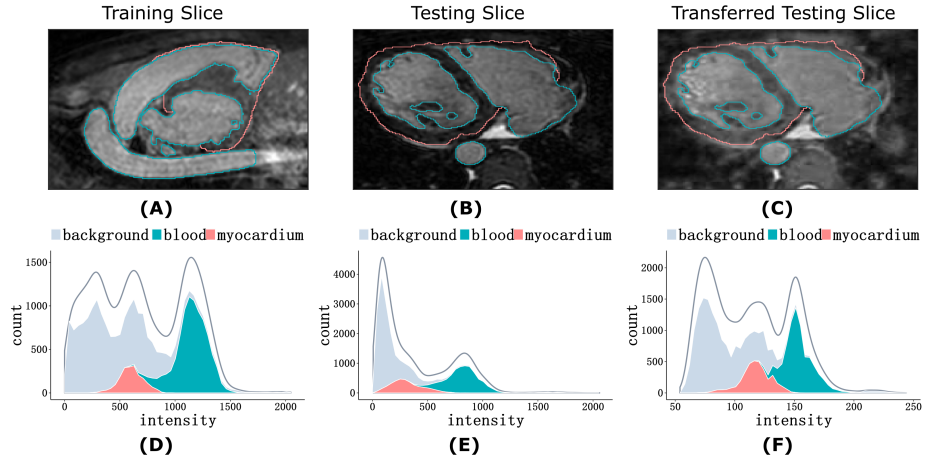 Training Slice
Testing Slice
Transferred Testing Slice
(A)
(B)
(C)
background blood myocardium
background blood myocardium
background blood myocardium
count
1500
1000
500
0
0 500 1000 1500 2000
intensity
count
4000
3000
2000
1000
0
0 500 1000 1500 2000
intensity
count
2000
1500
1000
500
0
50 100 150 200 250
intensity
(D)
(E)
(F)